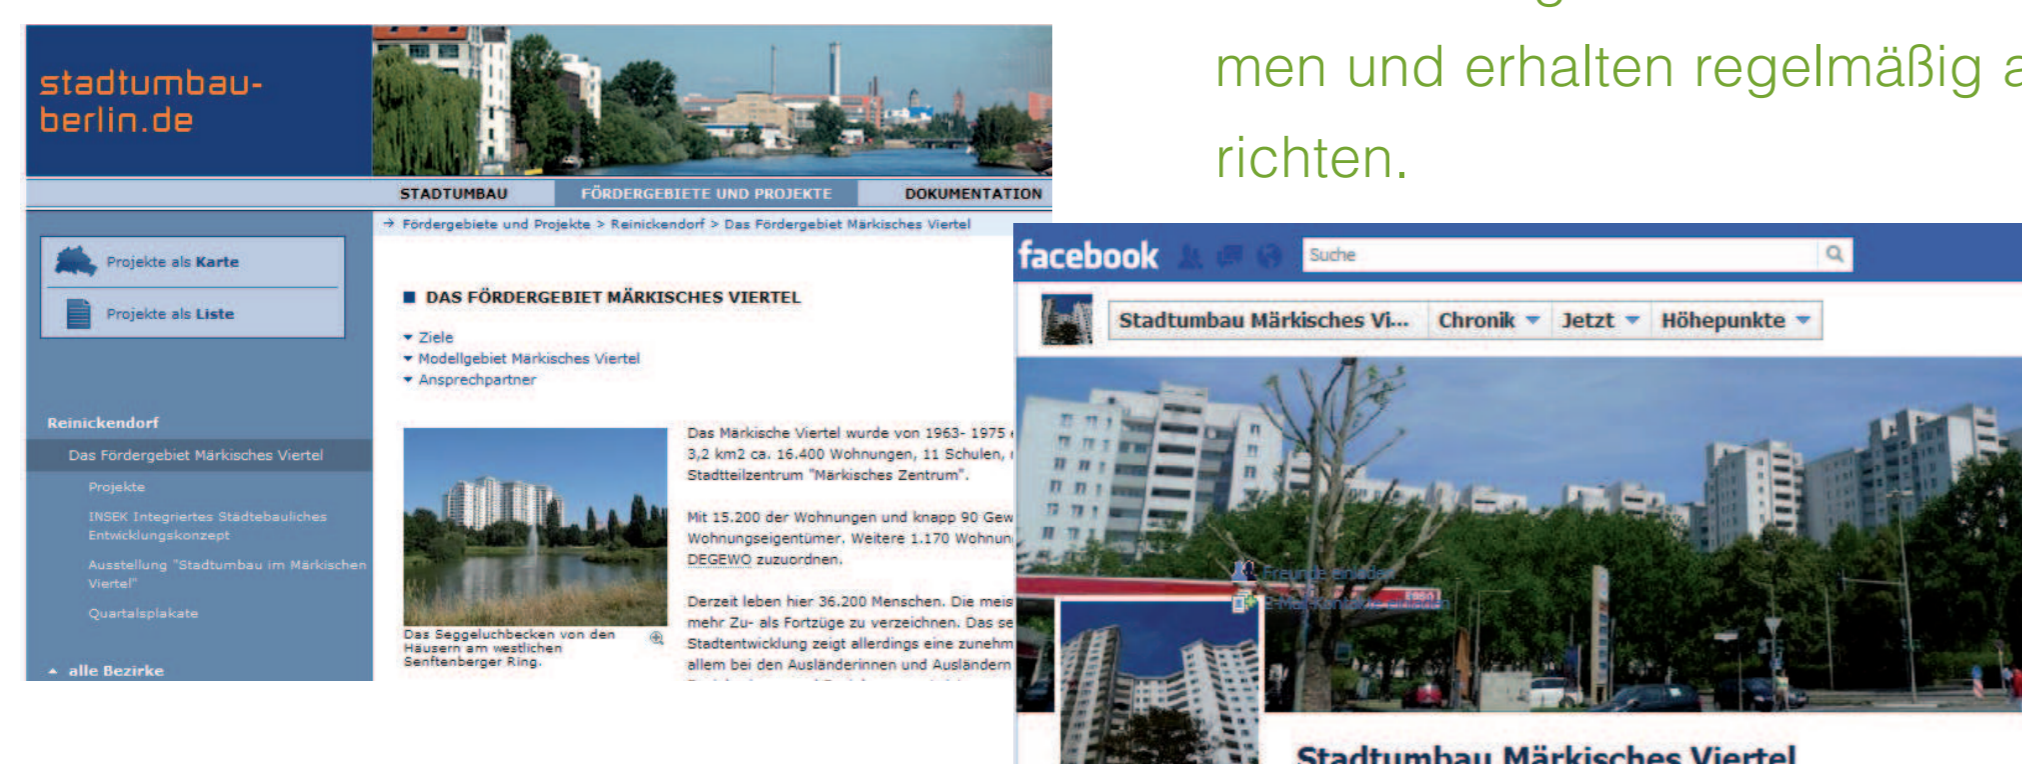 men und erhalten regelmäßig a
richten.
stadtumbau-
berlin.de
STADTUMBAU FÖRDERGEBIETE UND PROJEKTE DOKUMENTATION
→ Fördergebiete und Projekte > Reinickendorf > Das Fördergebiet Märkisches Viertel
Projekte als Karte
Projekte als Liste
Reinickendorf
Das Fördergebiet Märkisches Viertel
Projekte
INSEK Integriertes Städtebauliches
Entwicklungskonzept
Ausstellung "Stadtumbau im Märkischen
Viertel"
Quartalsplakate
alle Bezirke
DAS FÖRDERGEBIET MÄRKISCHES VIERTEL
Ziele
Modellgebiet Märkisches Viertel
Ansprechpartner
Das Seggeluchbecken von den
Häusern am westlichen
Senftenberger Ring.
Das Märkische Viertel wurde von 1963- 1975
3,2 km2 ca. 16.400 Wohnungen, 11 Schulen,
Stadtteilzentrum "Märkisches Zentrum".
Mit 15.200 der Wohnungen und knapp 90 Gew
Wohnungseigentümer. Weitere 1.170 Wohnun
DEGEWO zuzuordnen.
Derzeit leben hier 36.200 Menschen. Die meis
mehr Zu- als Fortzüge zu verzeichnen. Das se
Stadtentwicklung zeigt allerdings eine zunehm
allem bei den Ausländerinnen und Ausländern
facebook Suche
Stadtumbau Märkisches Vi... Chronik Jetzt Höhepunkte
Freunde einladen
E-Mail-Kontakte einladen
Esso
Stadtumbau Märkisches Viertel